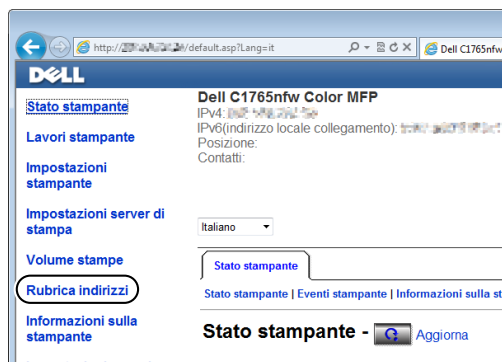 http:// /default.asp?Lang=it
Dell C1765nfw
DELL
Stato stampante
Lavori stampante
Impostazioni
stampante
Impostazioni server di
stampa
Volume stampe
Rubrica indirizzi
Informazioni sulla
stampante
Dell C1765nfw Color MFP
IPv4:
IPv6(indirizzo locale collegamento):
Posizione:
Contatti:
Italiano
Stato stampante
Stato stampante | Eventi stampante | Informazioni sulla
Stato stampante - Aggiorna